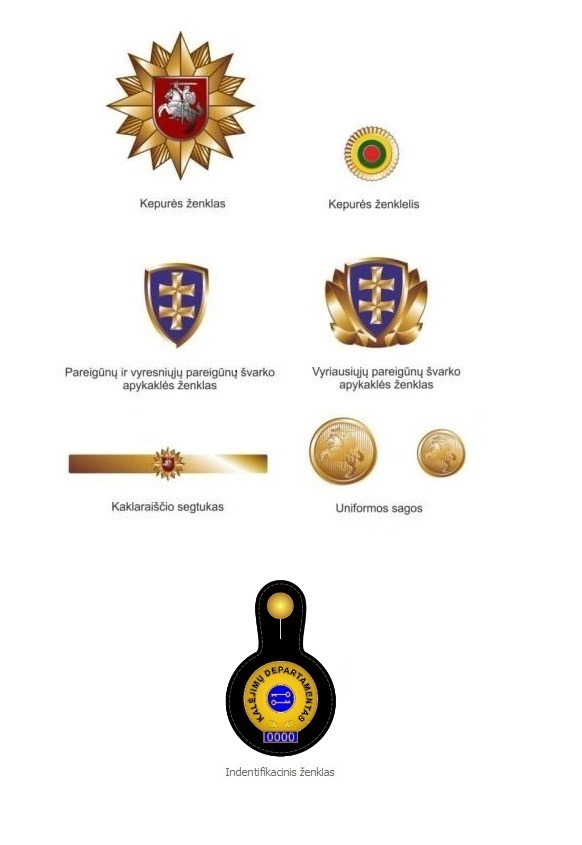 Kepurės ženklas
Kepurės ženklelis
Pareigūnų ir vyresniųjų pareigūnų švarko
apykaklės ženklas
Vyriausiųjų pareigūnų švarko
apykaklės ženklas
Kaklaraiščio segtukas
Uniformos sagos
KALĖJIMŲ DEPARTAMENTAS
0000
Indentifikacinis ženklas